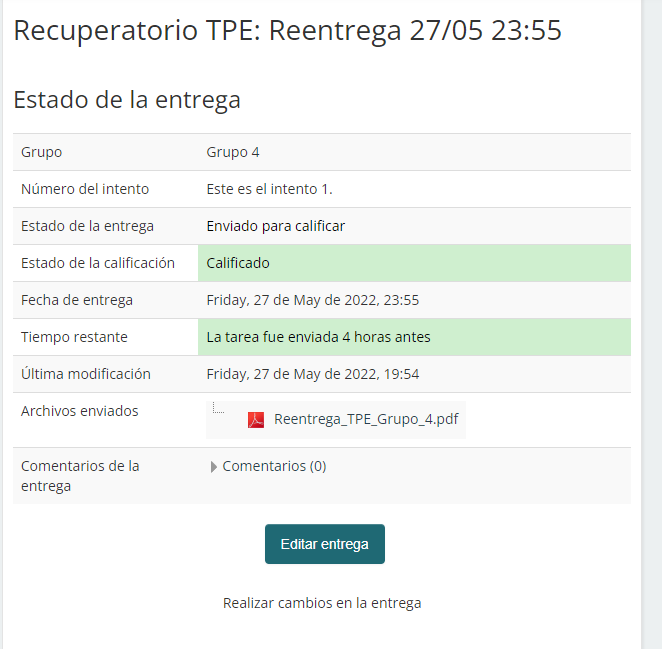 Recuperatorio TPE: Reentrega 27/05 23:55
Estado de la entrega
Grupo Grupo 4
Número del intento Este es el intento 1.
Estado de la entrega Enviado para calificar
Estado de la calificación Calificado
Fecha de entrega Friday, 27 de May de 2022, 23:55
Tiempo restante La tarea fue enviada 4 horas antes
Última modificación Friday, 27 de May de 2022, 19:54
Archivos enviados
Reentrega_TPE_Grupo_4.pdf
Comentarios de la Comentarios (0)
entrega
Editar entrega
Realizar cambios en la entrega